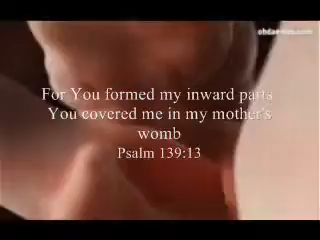 For You formed my inward parts
You covered me in my mother's
womb
Psalm 139:13